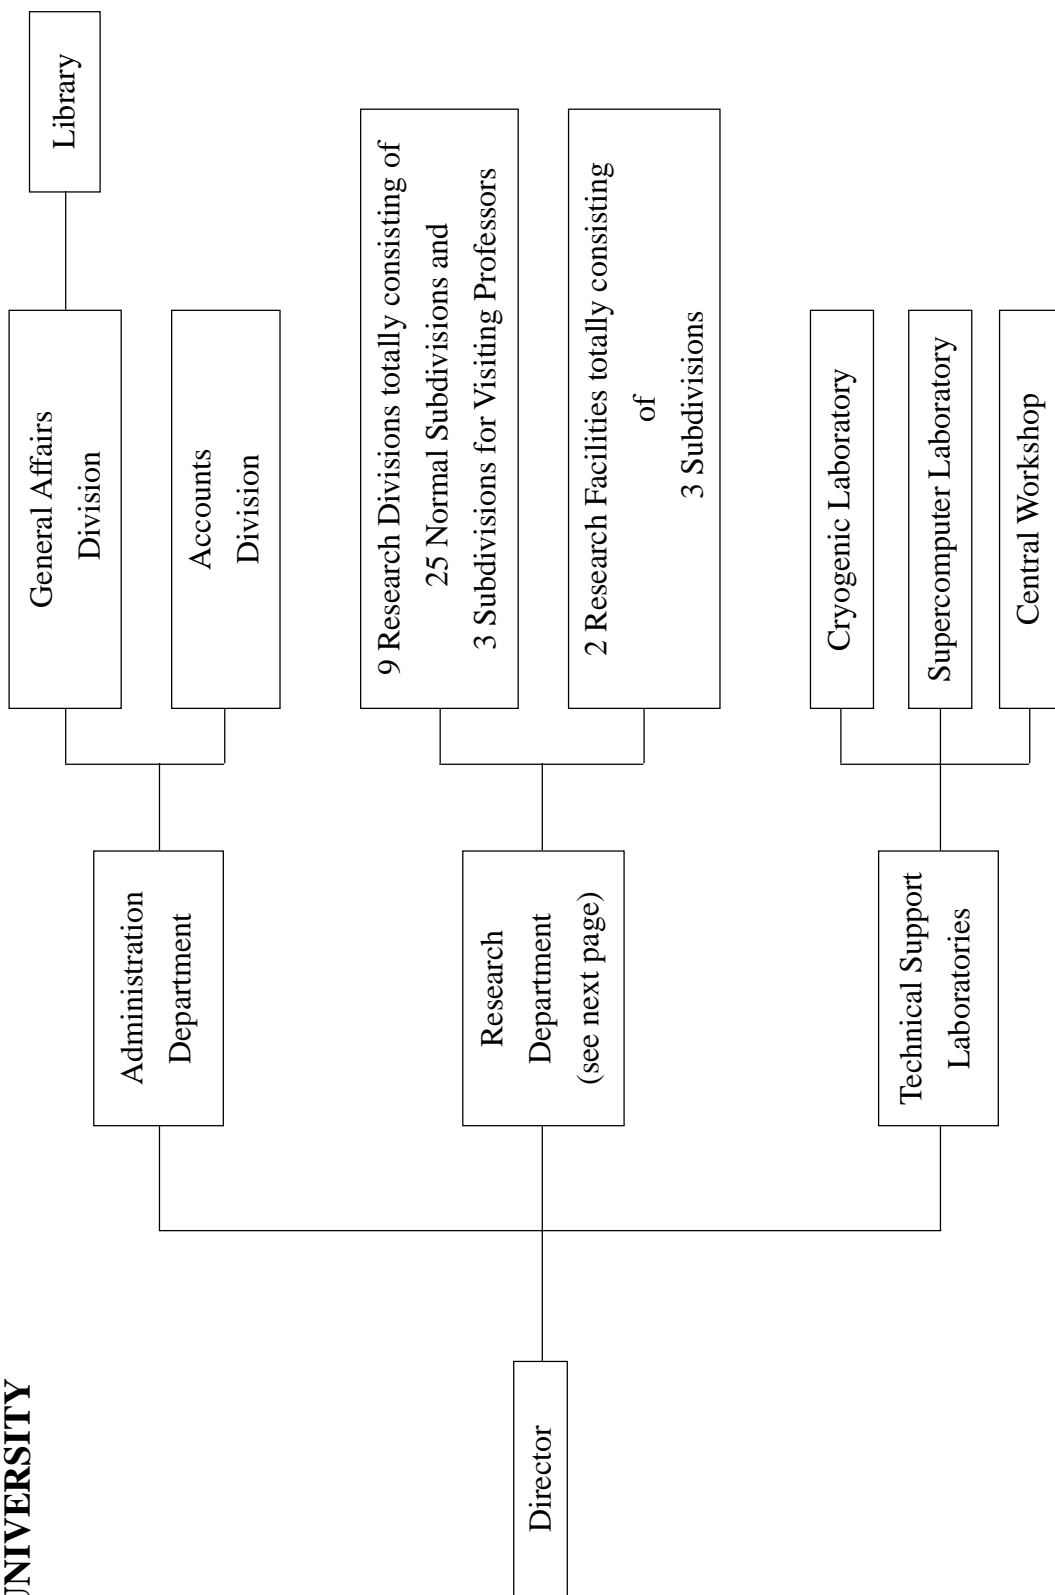 UNIVERSITY
Director
Administration
Department
Research
Department
(see next page)
Technical Support
Laboratories
General Affairs
Division
Accounts
Division
Library
9 Research Divisions totally consisting of
25 Normal Subdivisions and
3 Subdivisions for Visiting Professors
2 Research Facilities totally consisting
of
3 Subdivisions
Cryogenic Laboratory
Supercomputer Laboratory
Central Workshop